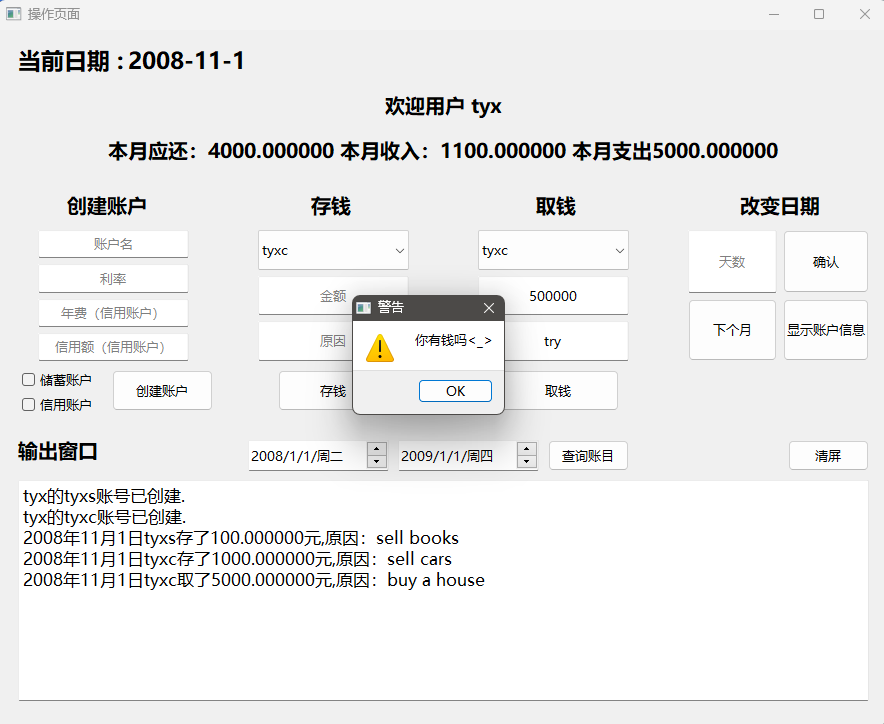 操作页面
当前日期 : 2008-11-1
欢迎用户 tyx
本月应还：4000.000000 本月收入：1100.000000 本月支出5000.000000
创建账户 存钱 取钱 改变日期
账户名 tyxc tyxc 天数 确认
利率
年费（信用账户） 金额 500000
信用额（信用账户） 原因 try 下个月 显示账户信息
警告
你有钱吗<_>
OK
储蓄账户
信用账户
创建账户 存钱 取钱
输出窗口 2008/1/1/周二 2009/1/1/周四 查询账目 清屏
tyx的tyxs账号已创建.
tyx的tyxc账号已创建.
2008年11月1日tyxs存了100.000000元,原因：sell books
2008年11月1日tyxc存了1000.000000元,原因：sell cars
2008年11月1日tyxc取了5000.000000元,原因：buy a house